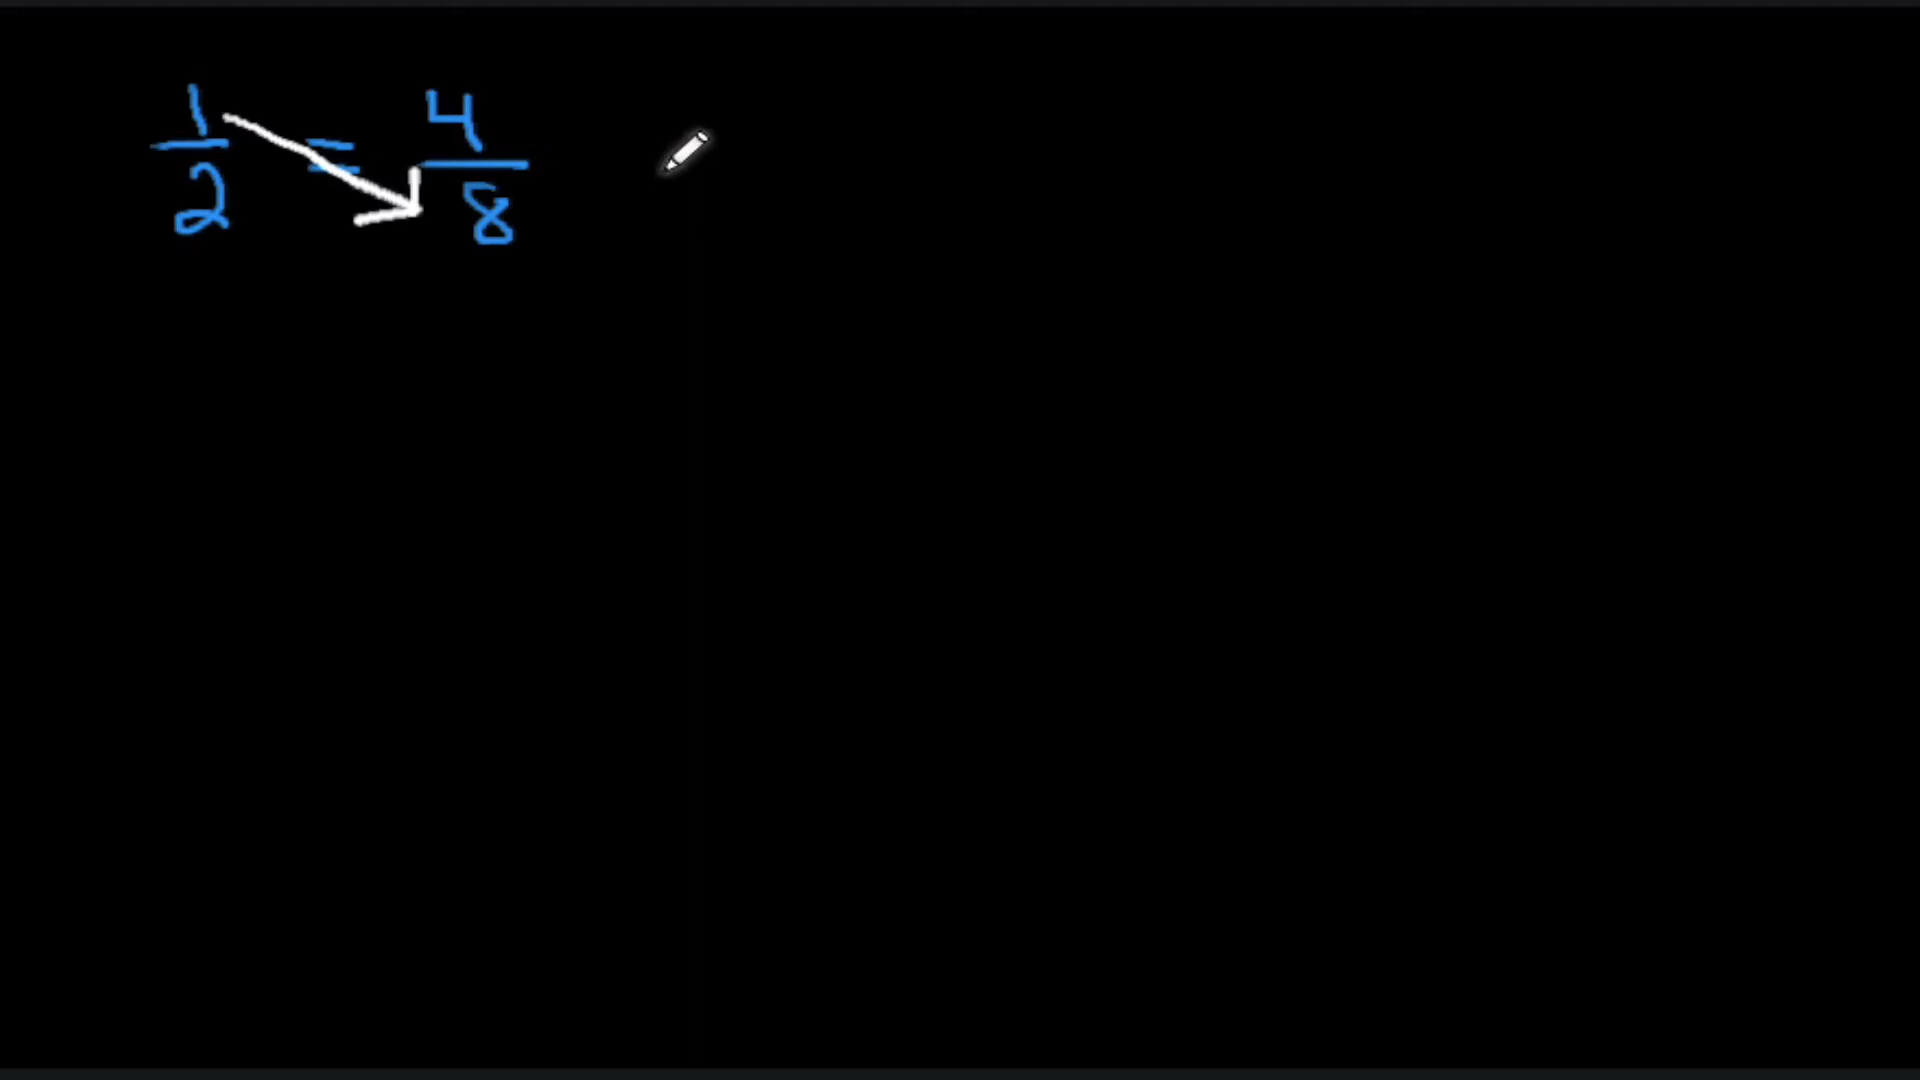 1/2 = 4/8